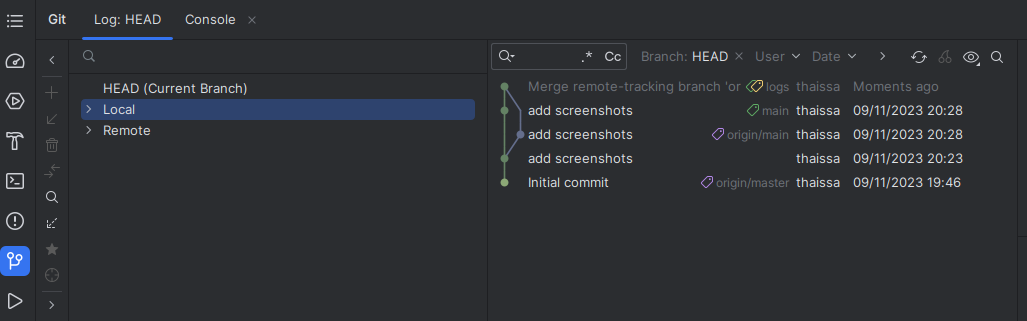 Git Log: HEAD Console
.* Cc Branch: HEAD User Date
HEAD (Current Branch)
Local
Remote
Merge remote-tracking branch 'or logs thaissa Moments ago
add screenshots main thaissa 09/11/2023 20:28
add screenshots origin/main thaissa 09/11/2023 20:28
add screenshots thaissa 09/11/2023 20:23
Initial commit origin/master thaissa 09/11/2023 19:46